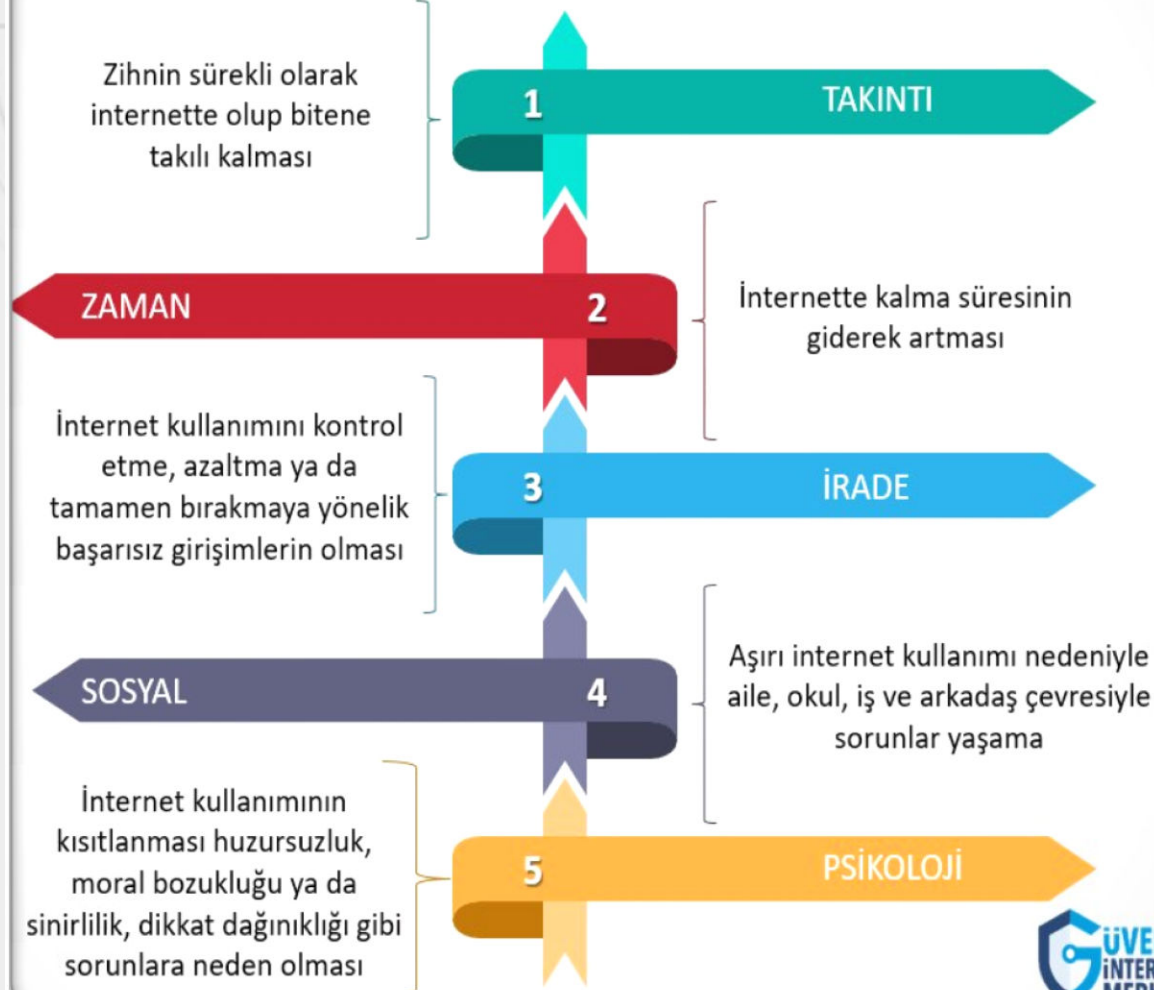 Zihnin sürekli olarak
internette olup bitene
takılı kalması
1
TAKINTI
ZAMAN
2
İnternette kalma süresinin
giderek artması
İnternet kullanımını kontrol
etme, azaltma ya da
tamamen bırakmaya yönelik
başarısız girişimlerin olması
3
İRADE
SOSYAL
4
Aşırı internet kullanımı nedeniyle
aile, okul, iş ve arkadaş çevresiyle
sorunlar yaşama
İnternet kullanımının
kısıtlanması huzursuzluk,
moral bozukluğu ya da
sinirlilik, dikkat dağınıklığı gibi
sorunlara neden olması
5
PSİKOLOJİ